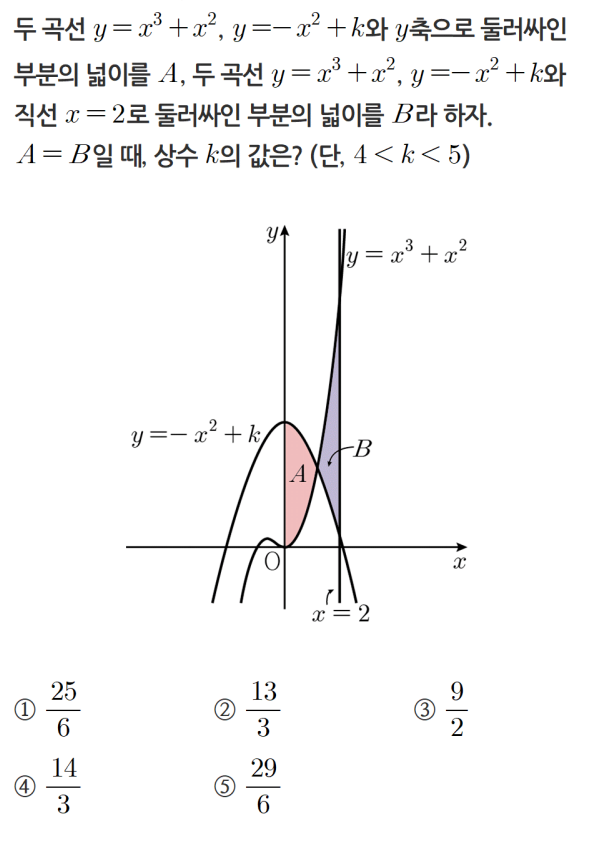 두 곡선 y = x³ + x², y = − x² + k와 y축으로 둘러싸인
부분의 넓이를 A, 두 곡선 y = x³ + x², y = − x² + k와
직선 x = 2로 둘러싸인 부분의 넓이를 B라 하자.
A = B일 때, 상수 k의 값은? (단, 4 < k < 5)
y
y = x³ + x²
y = − x² + k
B
A
O
x
x = 2
① 25/6 ② 13/3 ③ 9/2
④ 14/3 ⑤ 29/6